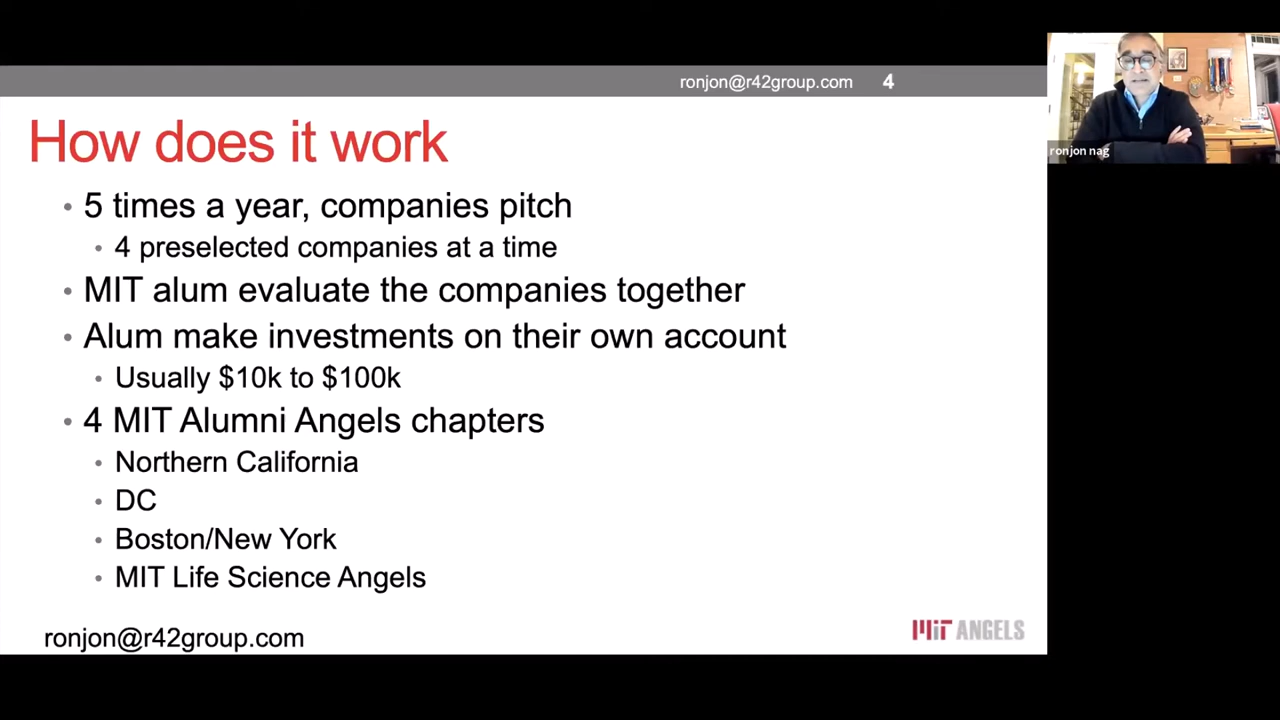 ronjon@r42group.com 4
ronjon nag
How does it work
• 5 times a year, companies pitch
• 4 preselected companies at a time
• MIT alum evaluate the companies together
• Alum make investments on their own account
• Usually $10k to $100k
• 4 MIT Alumni Angels chapters
• Northern California
• DC
• Boston/New York
• MIT Life Science Angels
ronjon@r42group.com
MIT ANGELS